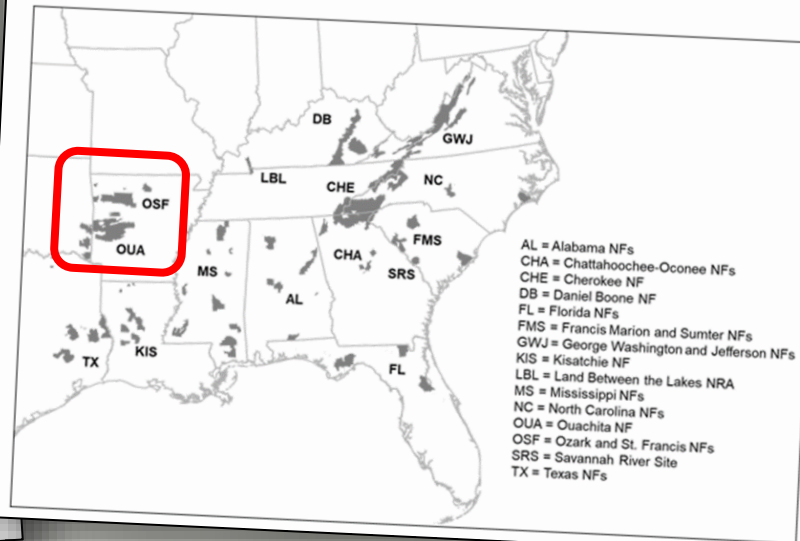 DB
GWJ
LBL
CHE
NC
OSF
OUA
FMS
CHA
SRS
MS
AL
KIS
TX
FL
AL = Alabama NFs
CHA = Chattahoochee-Oconee NFs
CHE = Cherokee NF
DB = Daniel Boone NF
FL = Florida NFs
FMS = Francis Marion and Sumter NFs
GWJ = George Washington and Jefferson NFs
KIS = Kisatchie NF
LBL = Land Between the Lakes NRA
MS = Mississippi NFs
NC = North Carolina NFs
OUA = Ouachita NF
OSF = Ozark and St. Francis NFs
SRS = Savannah River Site
TX = Texas NFs